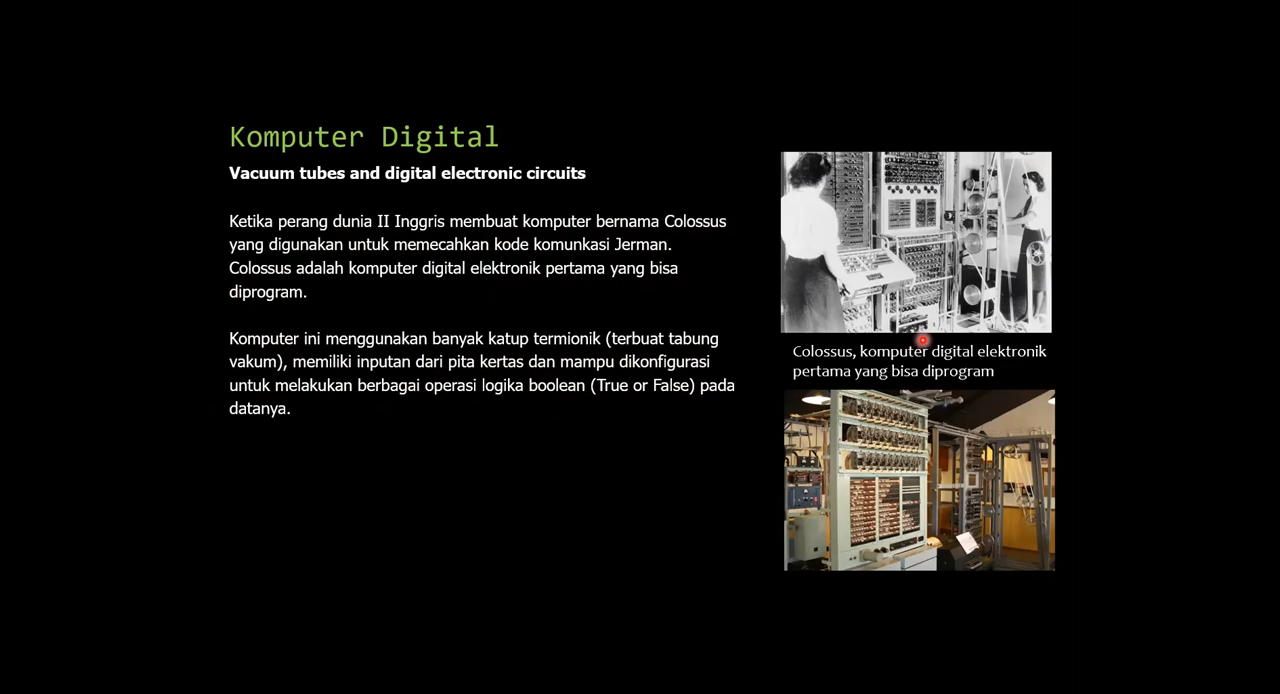 Komputer Digital
Vacuum tubes and digital electronic circuits
Ketika perang dunia II Inggris membuat komputer bernama Colossus
yang digunakan untuk memecahkan kode komunkasi Jerman.
Colossus adalah komputer digital elektronik pertama yang bisa
diprogram.
Komputer ini menggunakan banyak katup termionik (terbuat tabung
vakum), memiliki inputan dari pita kertas dan mampu dikonfigurasi
untuk melakukan berbagai operasi logika boolean (True or False) pada
datanya.
Colossus, komputer digital elektronik
pertama yang bisa diprogram